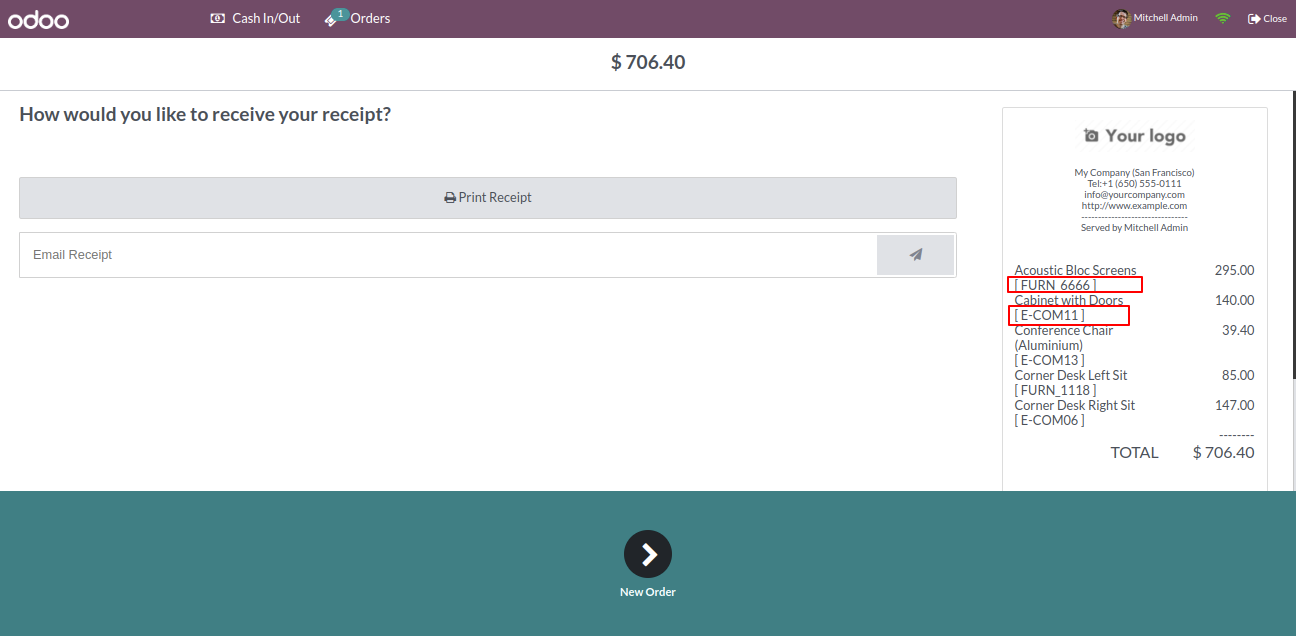 odoo Cash In/Out 1 Orders Mitchell Admin Close
$ 706.40
How would you like to receive your receipt?
Print Receipt
Email Receipt
Your logo
My Company (San Francisco)
Tel:+1 (650) 555-0111
info@yourcompany.com
http://www.example.com
--------------------------------
Served by Mitchell Admin
Acoustic Bloc Screens 295.00
[ FURN_6666 ]
Cabinet with Doors 140.00
[ E-COM11 ]
Conference Chair 39.40
(Aluminium)
[ E-COM13 ]
Corner Desk Left Sit 85.00
[ FURN_1118 ]
Corner Desk Right Sit 147.00
[ E-COM06 ]
--------
TOTAL $ 706.40
New Order